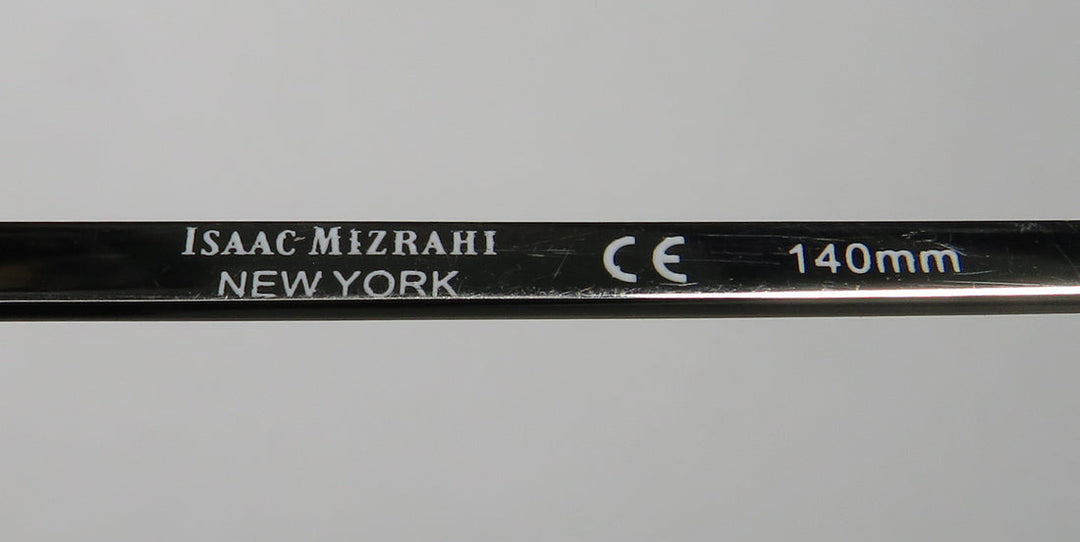 ISAAC MIZRAHI
NEW YORK
CE
140mm